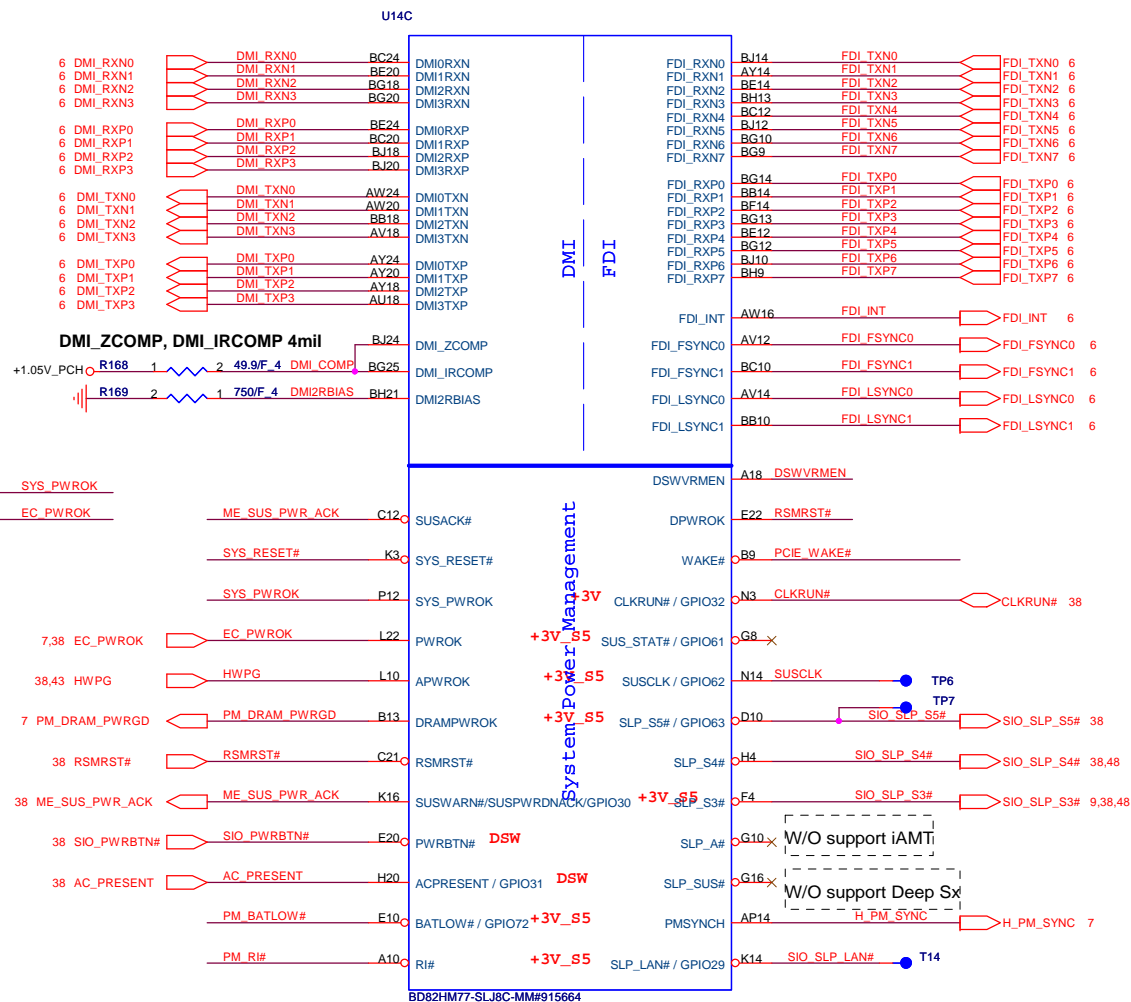 U14C
6 DMI_RXN0 DMI_RXN0 BC24 DMI0RXN FDI_RXN0 BJ14 FDI_TXN0 FDI_TXN0 6
6 DMI_RXN1 DMI_RXN1 BE20 DMI1RXN FDI_RXN1 AY14 FDI_TXN1 FDI_TXN1 6
6 DMI_RXN2 DMI_RXN2 BG18 DMI2RXN FDI_RXN2 BE14 FDI_TXN2 FDI_TXN2 6
6 DMI_RXN3 DMI_RXN3 BG20 DMI3RXN FDI_RXN3 BH13 FDI_TXN3 FDI_TXN3 6
FDI_RXN4 BC12 FDI_TXN4 FDI_TXN4 6
6 DMI_RXP0 DMI_RXP0 BE24 DMI0RXP FDI_RXN5 BJ12 FDI_TXN5 FDI_TXN5 6
6 DMI_RXP1 DMI_RXP1 BC20 DMI1RXP FDI_RXN6 BG10 FDI_TXN6 FDI_TXN6 6
6 DMI_RXP2 DMI_RXP2 BJ18 DMI2RXP FDI_RXN7 BG9 FDI_TXN7 FDI_TXN7 6
6 DMI_RXP3 DMI_RXP3 BJ20 DMI3RXP
FDI_RXP0 BG14 FDI_TXP0 FDI_TXP0 6
6 DMI_TXN0 DMI_TXN0 AW24 DMI0TXN FDI_RXP1 BB14 FDI_TXP1 FDI_TXP1 6
6 DMI_TXN1 DMI_TXN1 AW20 DMI1TXN FDI_RXP2 BF14 FDI_TXP2 FDI_TXP2 6
6 DMI_TXN2 DMI_TXN2 BB18 DMI2TXN FDI_RXP3 BG13 FDI_TXP3 FDI_TXP3 6
6 DMI_TXN3 DMI_TXN3 AV18 DMI3TXN FDI_RXP4 BE12 FDI_TXP4 FDI_TXP4 6
FDI_RXP5 BG12 FDI_TXP5 FDI_TXP5 6
6 DMI_TXP0 DMI_TXP0 AY24 DMI0TXP FDI_RXP6 BJ10 FDI_TXP6 FDI_TXP6 6
6 DMI_TXP1 DMI_TXP1 AY20 DMI1TXP FDI_RXP7 BH9 FDI_TXP7 FDI_TXP7 6
6 DMI_TXP2 DMI_TXP2 AY18 DMI2TXP
6 DMI_TXP3 DMI_TXP3 AU18 DMI3TXP
DMI FDI
FDI_INT AW16 FDI_INT 6
DMI_ZCOMP, DMI_IRCOMP 4mil
BJ24 DMI_ZCOMP FDI_FSYNC0 AV12 FDI_FSYNC0 FDI_FSYNC0 6
+1.05V_PCH R168 1 2 49.9/F_4 DMI_COMP BG25 DMI_IRCOMP FDI_FSYNC1 BC10 FDI_FSYNC1 FDI_FSYNC1 6
R169 2 1 750/F_4 DMI2RBIAS BH21 DMI2RBIAS FDI_LSYNC0 AV14 FDI_LSYNC0 FDI_LSYNC0 6
FDI_LSYNC1 BB10 FDI_LSYNC1 FDI_LSYNC1 6
System Power Management
SYS_PWROK DSWVRMEN A18 DSWVRMEN
EC_PWROK ME_SUS_PWR_ACK C12 SUSACK# DPWROK E22 RSMRST#
SYS_RESET# K3 SYS_RESET# WAKE# B9 PCIE_WAKE#
SYS_PWROK P12 SYS_PWROK +3V CLKRUN# / GPIO32 N3 CLKRUN# CLKRUN# 38
7,38 EC_PWROK EC_PWROK L22 PWROK +3V_S5 SUS_STAT# / GPIO61 G8
38,43 HWPG HWPG L10 APWROK +3V_S5 SUSCLK / GPIO62 N14 SUSCLK TP6
TP7
7 PM_DRAM_PWRGD PM_DRAM_PWRGD B13 DRAMPWROK +3V_S5 SLP_S5# / GPIO63 D10 SIO_SLP_S5# SIO_SLP_S5# 38
38 RSMRST# RSMRST# C21 RSMRST# SLP_S4# H4 SIO_SLP_S4# SIO_SLP_S4# 38,48
38 ME_SUS_PWR_ACK ME_SUS_PWR_ACK K16 SUSWARN#/SUSPWRDNACK/GPIO30 +3V_S5 SLP_S3# F4 SIO_SLP_S3# SIO_SLP_S3# 9,38,48
38 SIO_PWRBTN# SIO_PWRBTN# E20 PWRBTN# DSW SLP_A# G10 W/O support iAMT
38 AC_PRESENT AC_PRESENT H20 ACPRESENT / GPIO31 DSW SLP_SUS# G16 W/O support Deep Sx
PM_BATLOW# E10 BATLOW# / GPIO72 +3V_S5 PMSYNCH AP14 H_PM_SYNC H_PM_SYNC 7
PM_RI# A10 RI# +3V_S5 SLP_LAN# / GPIO29 K14 SIO_SLP_LAN# T14
BD82HM77-SLJ8C-MM#915664